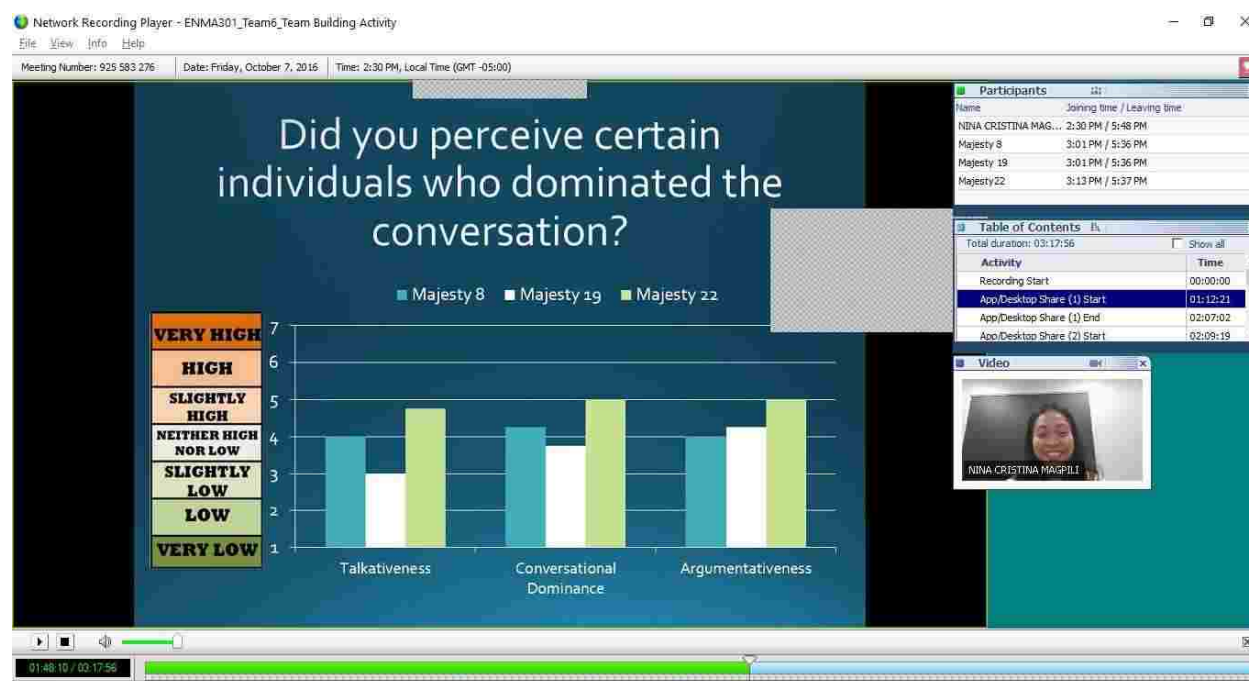 Network Recording Player - ENMA301_Team6_Team Building Activity
File View Info Help
Meeting Number: 925 583 276 Date: Friday, October 7, 2016 Time: 2:30 PM, Local Time (GMT -05:00)
Did you perceive certain
individuals who dominated the
conversation?
Majesty 8 Majesty 19 Majesty 22
VERY HIGH 7
HIGH 6
SLIGHTLY
HIGH 5
NEITHER HIGH
NOR LOW 4
SLIGHTLY
LOW 3
LOW 2
VERY LOW 1
Talkativeness Conversational
Dominance Argumentativeness
Participants
Name Joining time / Leaving time
NINA CRISTINA MAG... 2:30 PM / 5:48 PM
Majesty 8 3:01 PM / 5:36 PM
Majesty 19 3:01 PM / 5:36 PM
Majesty22 3:13 PM / 5:37 PM
Table of Contents
Total duration: 03:17:56 Show all
Activity Time
Recording Start 00:00:00
App/Desktop Share (1) Start 01:12:21
App/Desktop Share (1) End 02:07:02
App/Desktop Share (2) Start 02:09:19
Video
NINA CRISTINA MAGPILI
01:48:10 / 03:17:56